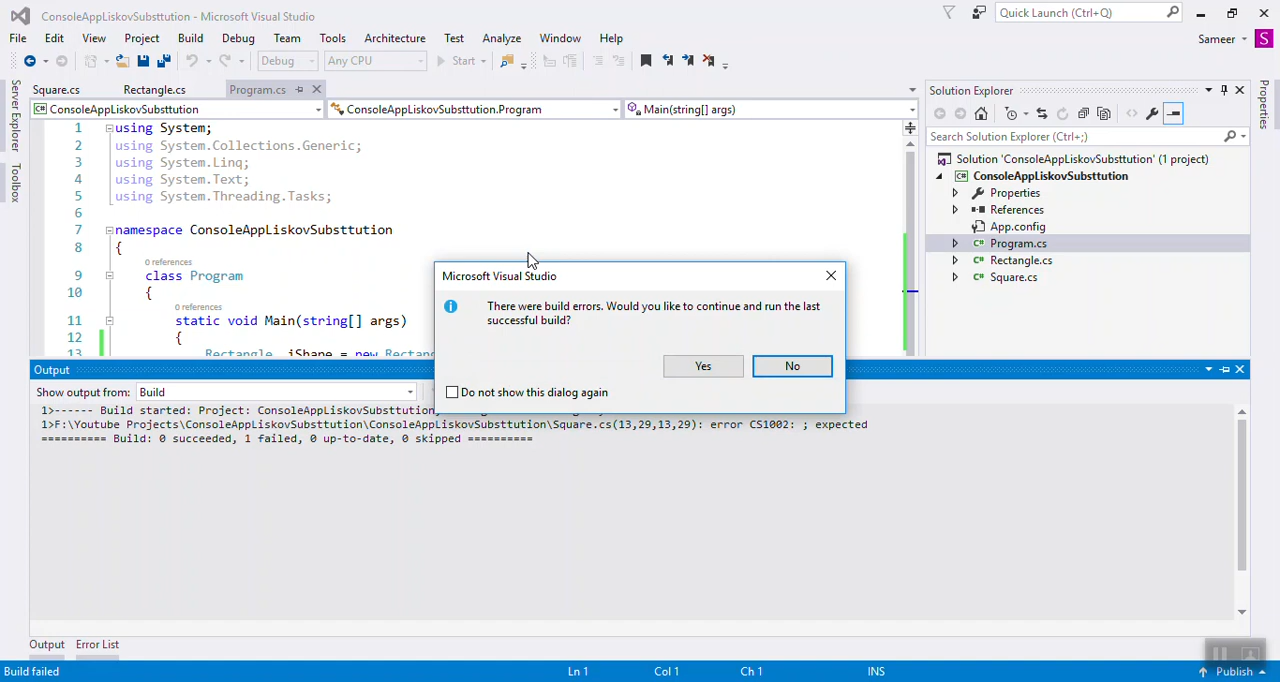 ConsoleAppLiskovSubsttution - Microsoft Visual Studio
Quick Launch (Ctrl+Q)
File Edit View Project Build Debug Team Tools Architecture Test Analyze Window Help
Sameer S
Debug Any CPU Start
Server Explorer
Toolbox
Square.cs Rectangle.cs Program.cs
ConsoleAppLiskovSubsttution ConsoleAppLiskovSubsttution.Program Main(string[] args)
1 using System;
2 using System.Collections.Generic;
3 using System.Linq;
4 using System.Text;
5 using System.Threading.Tasks;
6
7 namespace ConsoleAppLiskovSubsttution
8 {
0 references
9 class Program
10 {
0 references
11 static void Main(string[] args)
12 {
13 Rectangle iShape = new Rectang
Solution Explorer
Search Solution Explorer (Ctrl+;)
Solution 'ConsoleAppLiskovSubsttution' (1 project)
C# ConsoleAppLiskovSubsttution
Properties
References
App.config
C# Program.cs
C# Rectangle.cs
C# Square.cs
Properties
Microsoft Visual Studio
There were build errors. Would you like to continue and run the last
successful build?
Yes No
Do not show this dialog again
Output
Show output from: Build
1>------ Build started: Project: ConsoleAppLiskovSubsttution
1>F:\Youtube Projects\ConsoleAppLiskovSubsttution\ConsoleAppLiskovSubsttution\Square.cs(13,29,13,29): error CS1002: ; expected
========== Build: 0 succeeded, 1 failed, 0 up-to-date, 0 skipped ==========
Output Error List
Build failed Ln 1 Col 1 Ch 1 INS Publish